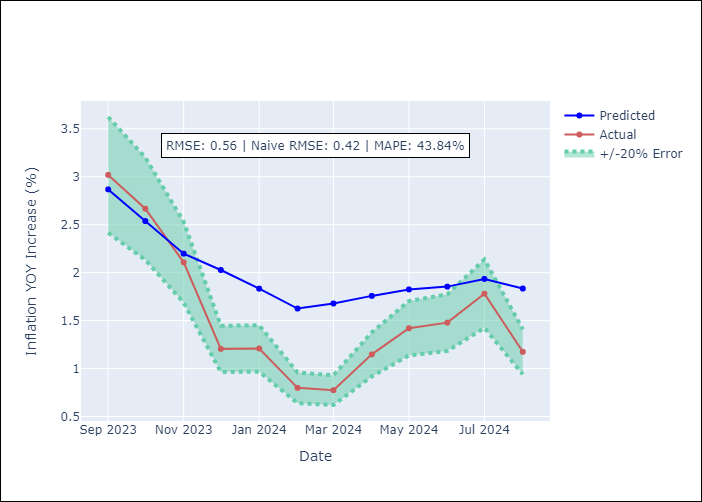 RMSE: 0.56 | Naive RMSE: 0.42 | MAPE: 43.84%
Predicted
Actual
+/-20% Error
Inflation YOY Increase (%)
3.5
3
2.5
2
1.5
1
0.5
Sep 2023
Nov 2023
Jan 2024
Mar 2024
May 2024
Jul 2024
Date